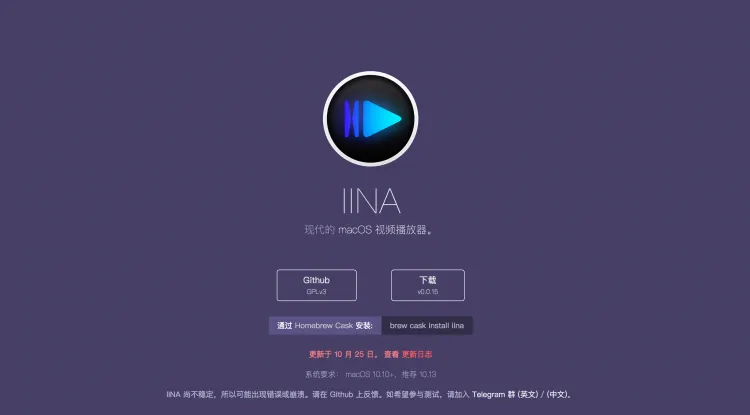 IINA
现代的 macOS 视频播放器。
Github
GPLv3
下载
v0.0.15
通过 Homebrew Cask 安装: brew cask install iina
更新于 10 月 25 日。 查看 更新日志
系统要求: macOS 10.10+, 推荐 10.13
IINA 尚不稳定，所以可能出现错误或崩溃。请在 Github 上反馈。如希望参与测试，请加入 Telegram 群 (英文) / (中文)。